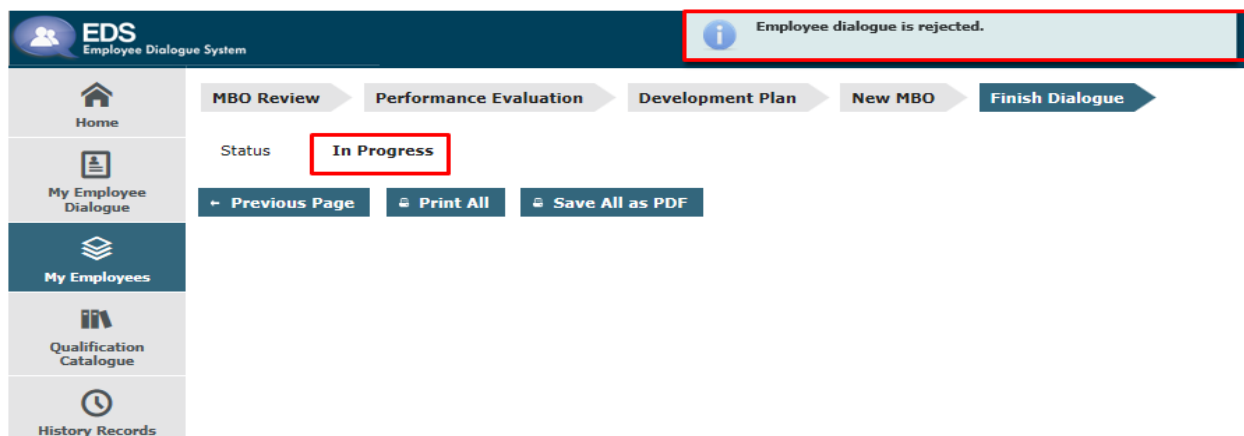 EDS
Employee Dialogue System
Employee dialogue is rejected.
Home
My Employee
Dialogue
My Employees
Qualification
Catalogue
History Records
MBO Review
Performance Evaluation
Development Plan
New MBO
Finish Dialogue
Status
In Progress
← Previous Page
Print All
Save All as PDF